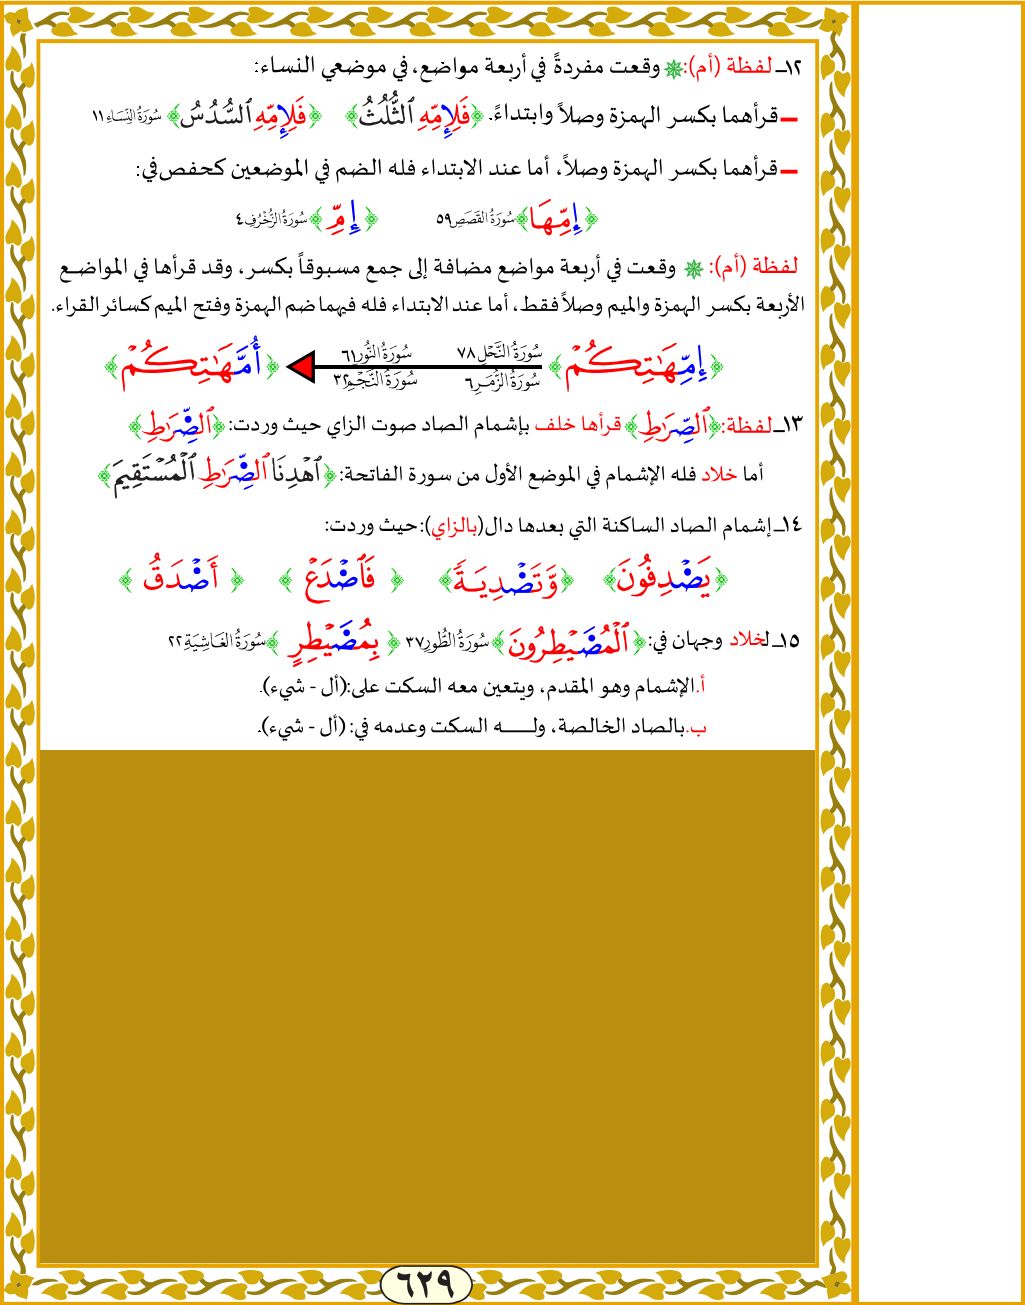 ١٢ـ لفظة (أم): وقعت مفردةً في أربعة مواضع، في موضعي النساء:
ـ قرأهما بكسر الهمزة وصلاً وابتداءً. ﴿فَلِإِمِّهِ ٱلثُّلُثُ﴾ ﴿فَلِإِمِّهِ ٱلسُّدُسُ﴾ سُورَةُ النِّسَاءِ ١١
ـ قرأهما بكسر الهمزة وصلاً، أما عند الابتداء فله الضم في الموضعين كحفص في:
﴿إِمِّهَا﴾ سُورَةُ القَصَصِ ٥٩ ﴿إِمِّ﴾ سُورَةُ الزُّخْرُفِ ٤
لفظة (أم): وقعت في أربعة مواضع مضافة إلى جمع مسبوقاً بكسر، وقد قرأها في المواضع
الأربعة بكسر الهمزة والميم وصلاً فقط، أما عند الابتداء فله فيهما ضم الهمزة وفتح الميم كسائر القراء.
﴿إِمِّهَٰتِكُمۡ﴾ سُورَةُ النَّحْلِ ٧٨ سُورَةُ النُّورِ ٦١ سُورَةُ الزُّمَرِ ٦ سُورَةُ النَّجْمِ ٣٢ ﴿أُمَّهَٰتِكُمۡ﴾
١٣ـ لفظة: ﴿ٱلصِّرَٰطِ﴾ قرأها خلف بإشمام الصاد صوت الزاي حيث وردت: ﴿ٱلصِّرَٰطِ﴾
أما خلاد فله الإشمام في الموضع الأول من سورة الفاتحة: ﴿ٱهۡدِنَا ٱلصِّرَٰطِ ٱلۡمُسۡتَقِيمَ﴾
١٤ـ إشمام الصاد الساكنة التي بعدها دال (بالزاي): حيث وردت:
﴿يَصۡدِفُونَ﴾ ﴿وَّتَصۡدِيَةٗ﴾ ﴿فَٱصۡدَعۡ﴾ ﴿أَصۡدَقُ﴾
١٥ـ لخلاد وجهان في: ﴿ٱلۡمُصَۜيۡطِرُونَ﴾ سُورَةُ الطُّورِ ٣٧ ﴿بِمُصَۜيۡطِرٍ﴾ سُورَةُ الغَاشِيَةِ ٢٢
أ. الإشمام وهو المقدم، ويتعين معه السكت على: (أل - شيء).
ب. بالصاد الخالصة، ولـه السكت وعدمه في: (أل - شيء).
٦٢٩